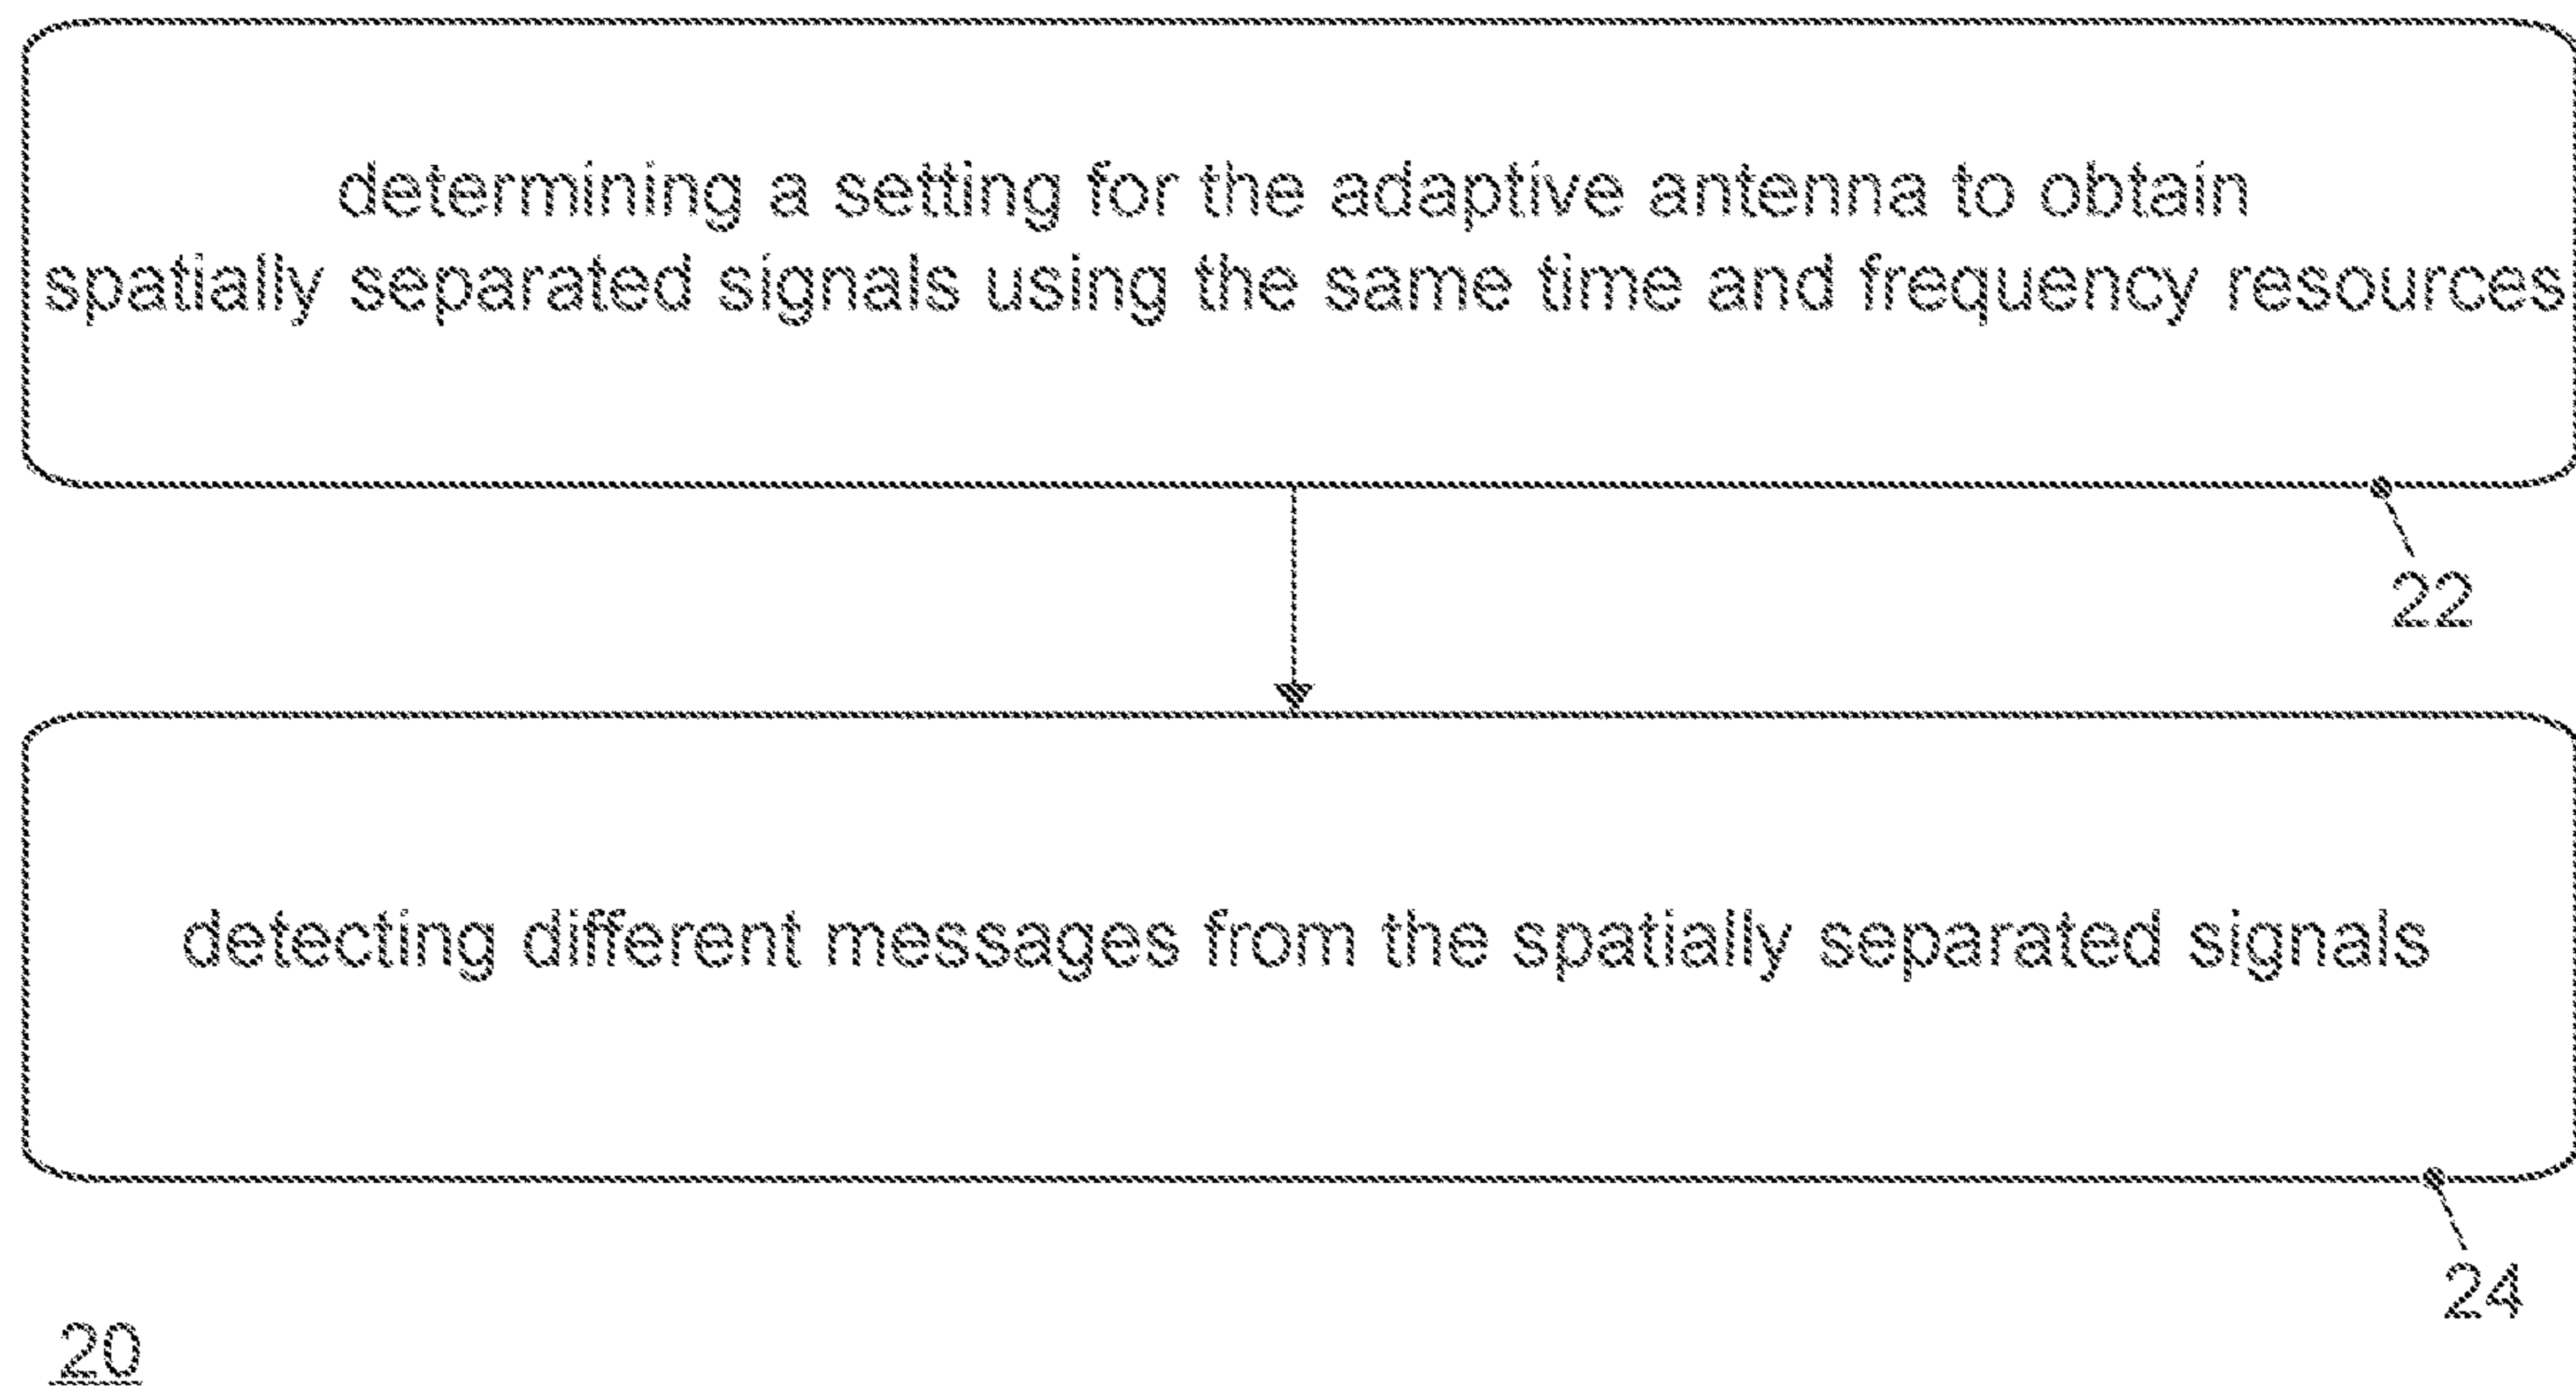 determining a setting for the adaptive antenna to obtain
spatially separated signals using the same time and frequency resources
22
detecting different messages from the spatially separated signals
24
20